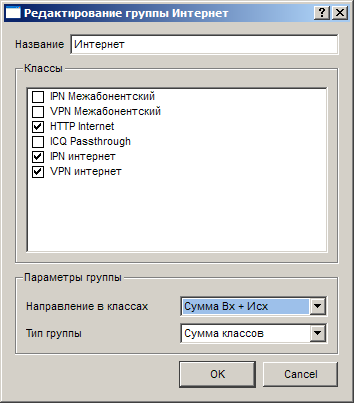 Редактирование группы Интернет
Название Интернет
Классы
IPN Межабонентский
VPN Межабонентский
HTTP Internet
ICQ Passthrough
IPN интернет
VPN интернет
Параметры группы
Направление в классах Сумма Вх + Исх
Тип группы Сумма классов
OK Cancel